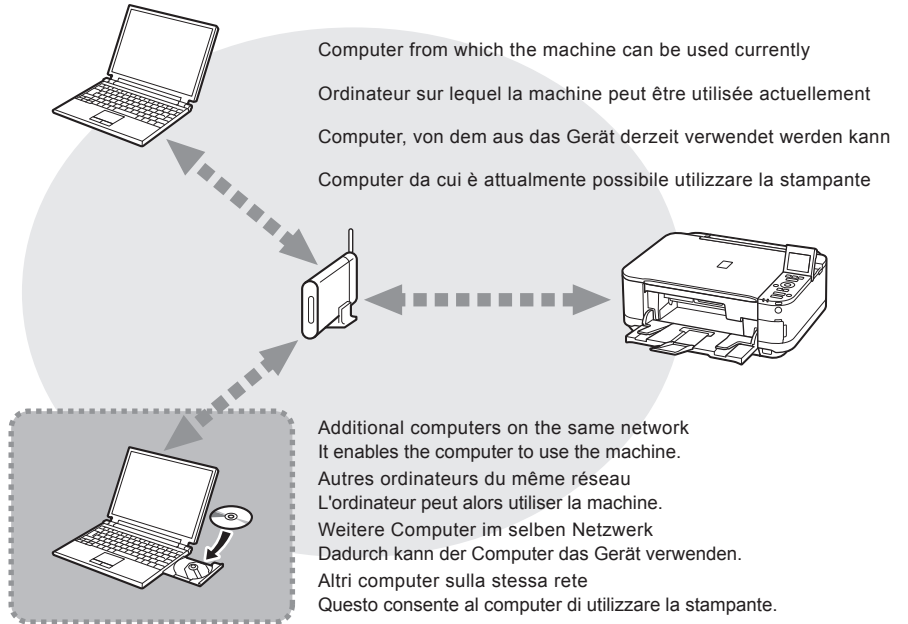 Computer from which the machine can be used currently
Ordinateur sur lequel la machine peut être utilisée actuellement
Computer, von dem aus das Gerät derzeit verwendet werden kann
Computer da cui è attualmente possibile utilizzare la stampante
Additional computers on the same network
It enables the computer to use the machine.
Autres ordinateurs du même réseau
L'ordinateur peut alors utiliser la machine.
Weitere Computer im selben Netzwerk
Dadurch kann der Computer das Gerät verwenden.
Altri computer sulla stessa rete
Questo consente al computer di utilizzare la stampante.